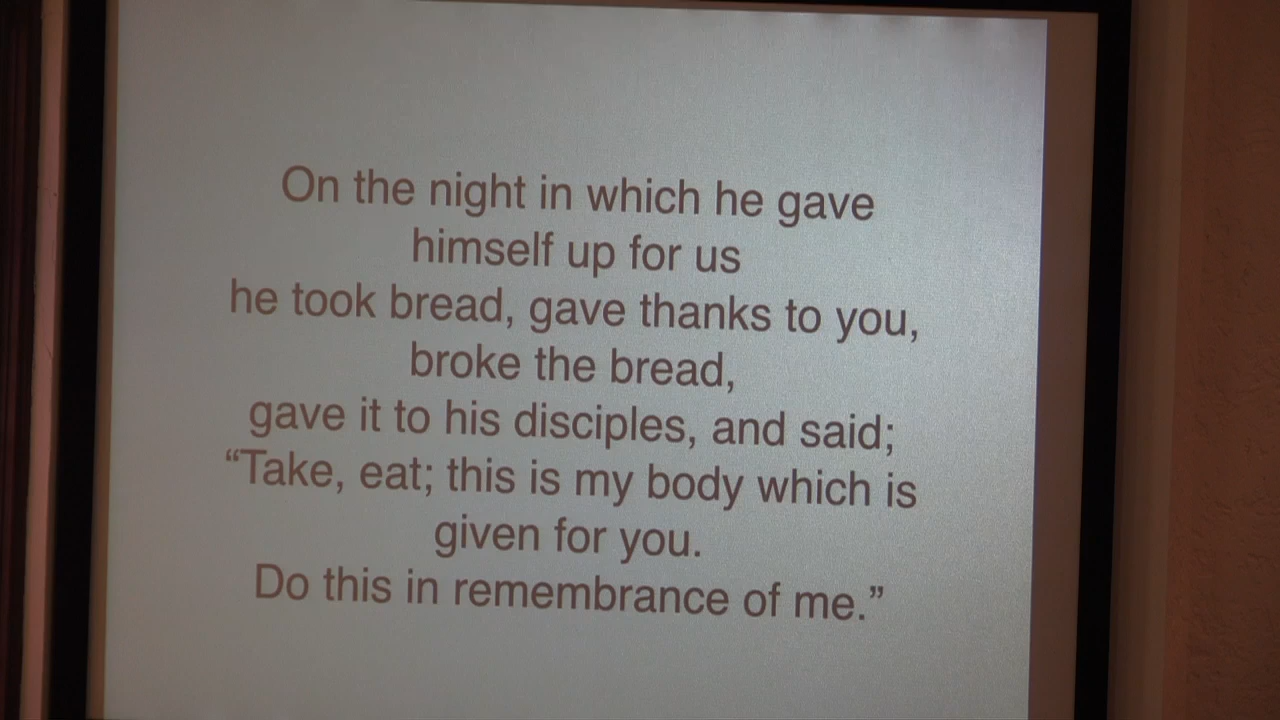 On the night in which he gave
himself up for us
he took bread, gave thanks to you,
broke the bread,
gave it to his disciples, and said;
“Take, eat; this is my body which is
given for you.
Do this in remembrance of me.”